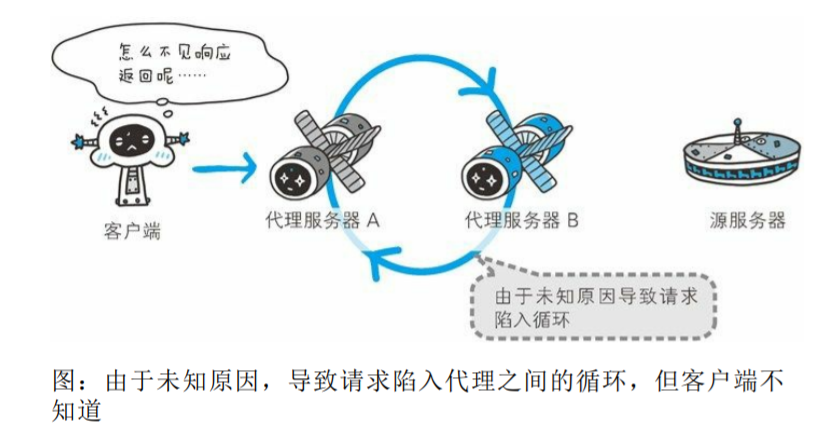 怎么不见响应
返回呢……
客户端
代理服务器 A
代理服务器 B
源服务器
由于未知原因导致请求
陷入循环
图：由于未知原因，导致请求陷入代理之间的循环，但客户端不
知道